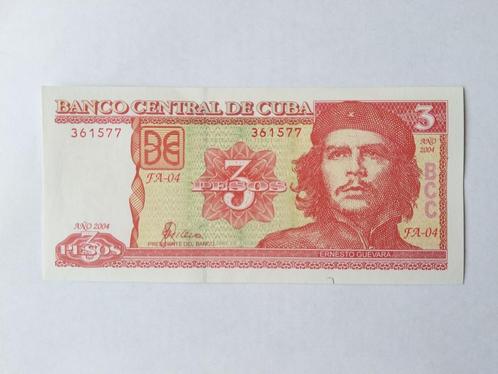 BANCO CENTRAL DE CUBA
3
361577
361577
AÑO
2004
BCC
FA-04
3
PESOS
AÑO 2004
3
PESOS
PRESIDENTE DEL BANCO
FA-04
ERNESTO GUEVARA